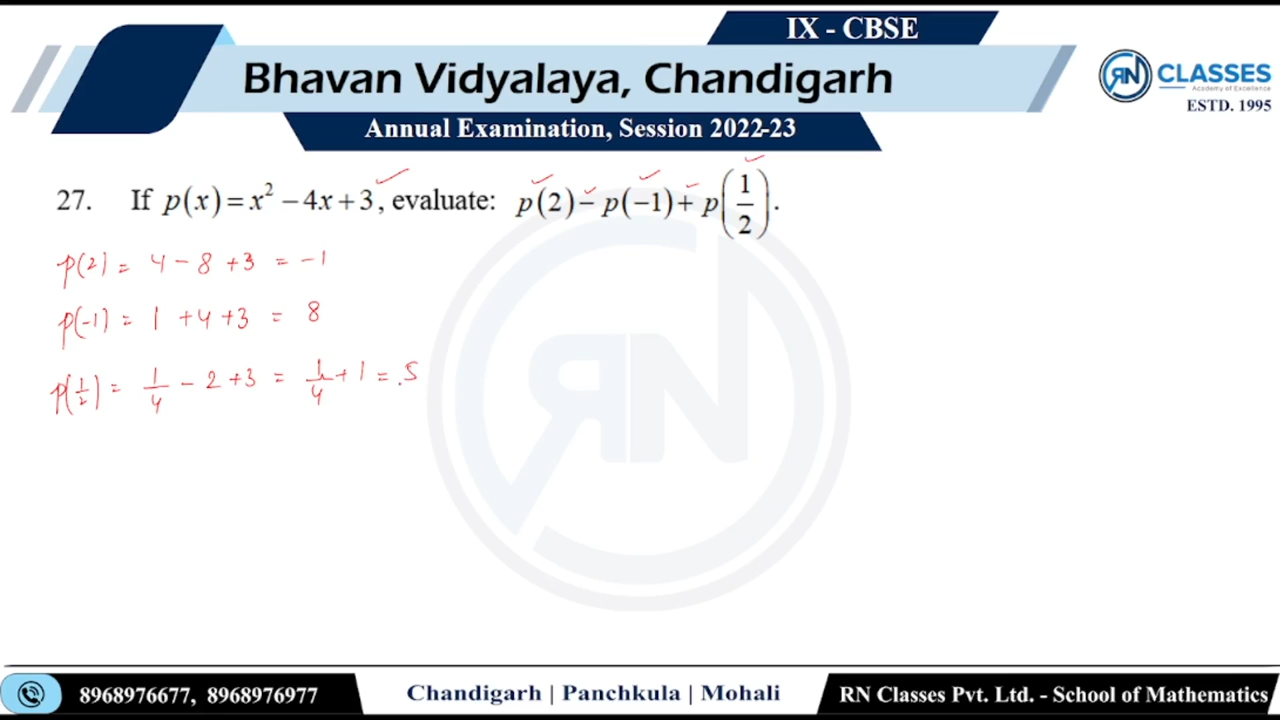 IX - CBSE
Bhavan Vidyalaya, Chandigarh
RN CLASSES
Academy of Excellence
ESTD. 1995
Annual Examination, Session 2022-23
27. If p(x) = x² − 4x + 3, evaluate: p(2) − p(−1) + p(1/2).
p(2) = 4 − 8 + 3 = −1
p(−1) = 1 + 4 + 3 = 8
p(1/2) = 1/4 − 2 + 3 = 1/4 + 1 = 5
RN
8968976677, 8968976977
Chandigarh | Panchkula | Mohali
RN Classes Pvt. Ltd. - School of Mathematics